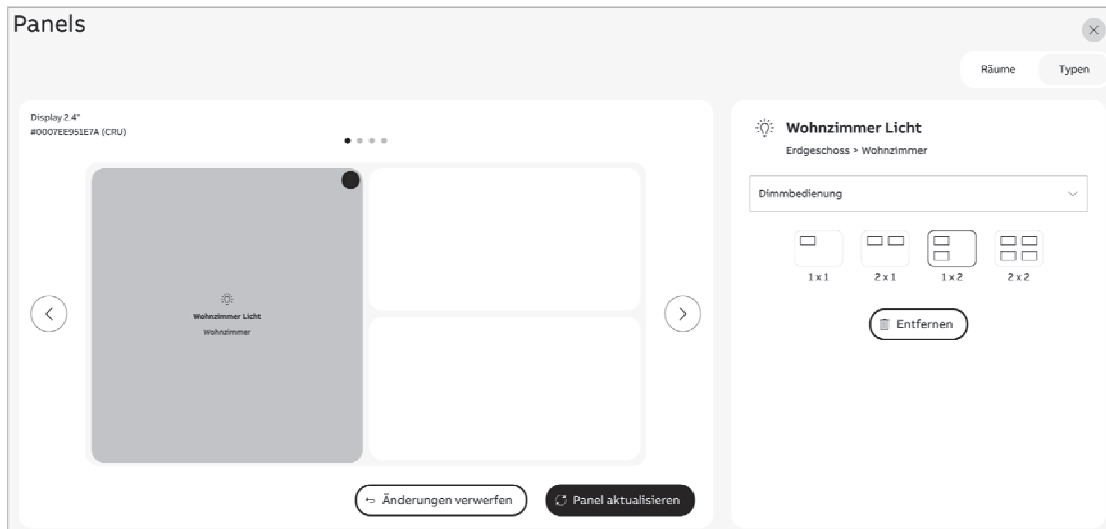 Panels
Räume
Typen
Display 2.4"
#0007EE951E7A (CRU)
Wohnzimmer Licht
Wohnzimmer
Änderungen verwerfen
Panel aktualisieren
Wohnzimmer Licht
Erdgeschoss > Wohnzimmer
Dimmbedienung
1 x 1
2 x 1
1 x 2
2 x 2
Entfernen